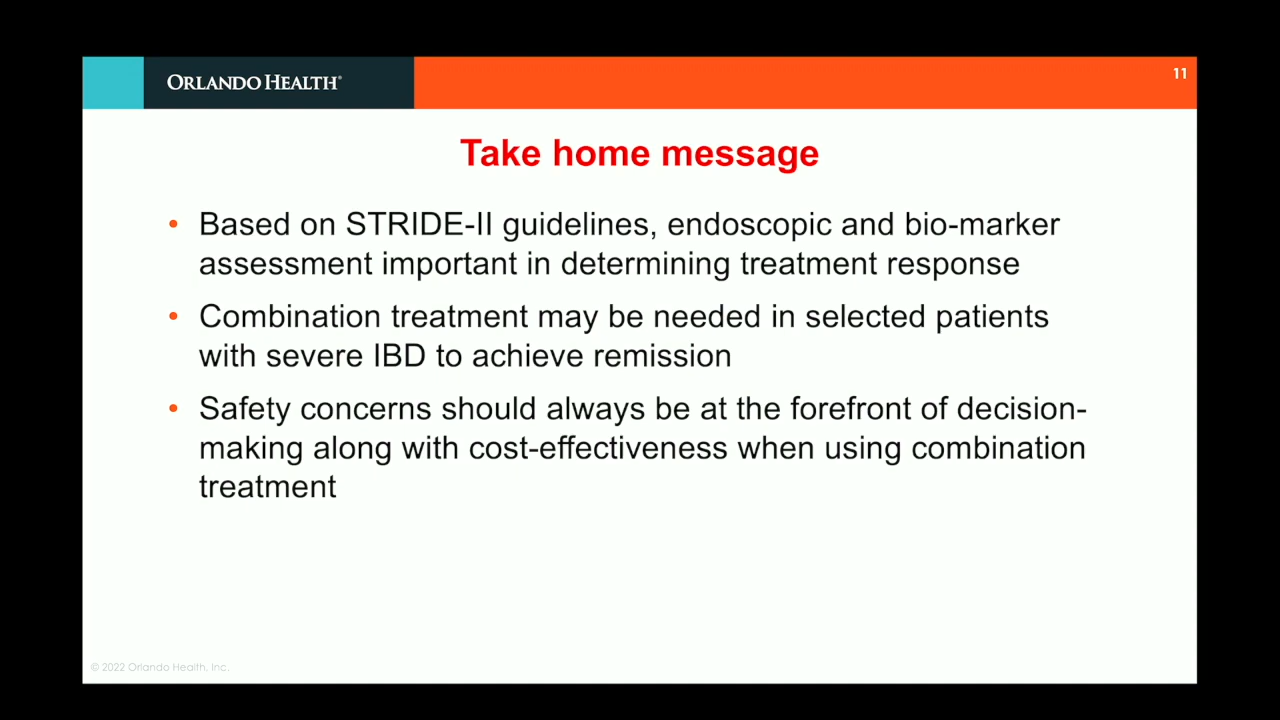 ORLANDO HEALTH®
11
Take home message
• Based on STRIDE-II guidelines, endoscopic and bio-marker
assessment important in determining treatment response
• Combination treatment may be needed in selected patients
with severe IBD to achieve remission
• Safety concerns should always be at the forefront of decision-
making along with cost-effectiveness when using combination
treatment
© 2022 Orlando Health, Inc.